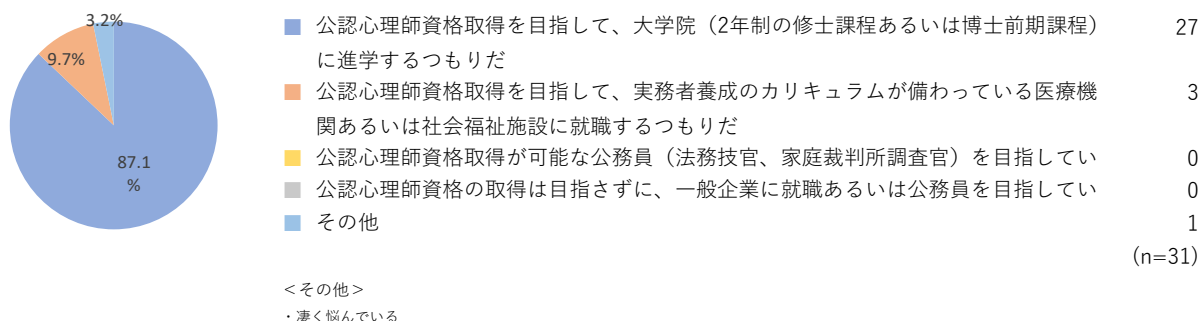 3.2%
9.7%
87.1
%
公認心理師資格取得を目指して、大学院（2年制の修士課程あるいは博士前期課程） 27
に進学するつもりだ
公認心理師資格取得を目指して、実務者養成のカリキュラムが備わっている医療機 3
関あるいは社会福祉施設に就職するつもりだ
公認心理師資格取得が可能な公務員（法務技官、家庭裁判所調査官）を目指してい 0
公認心理師資格の取得は目指さずに、一般企業に就職あるいは公務員を目指してい 0
その他 1
(n=31)
＜その他＞
・凄く悩んでいる